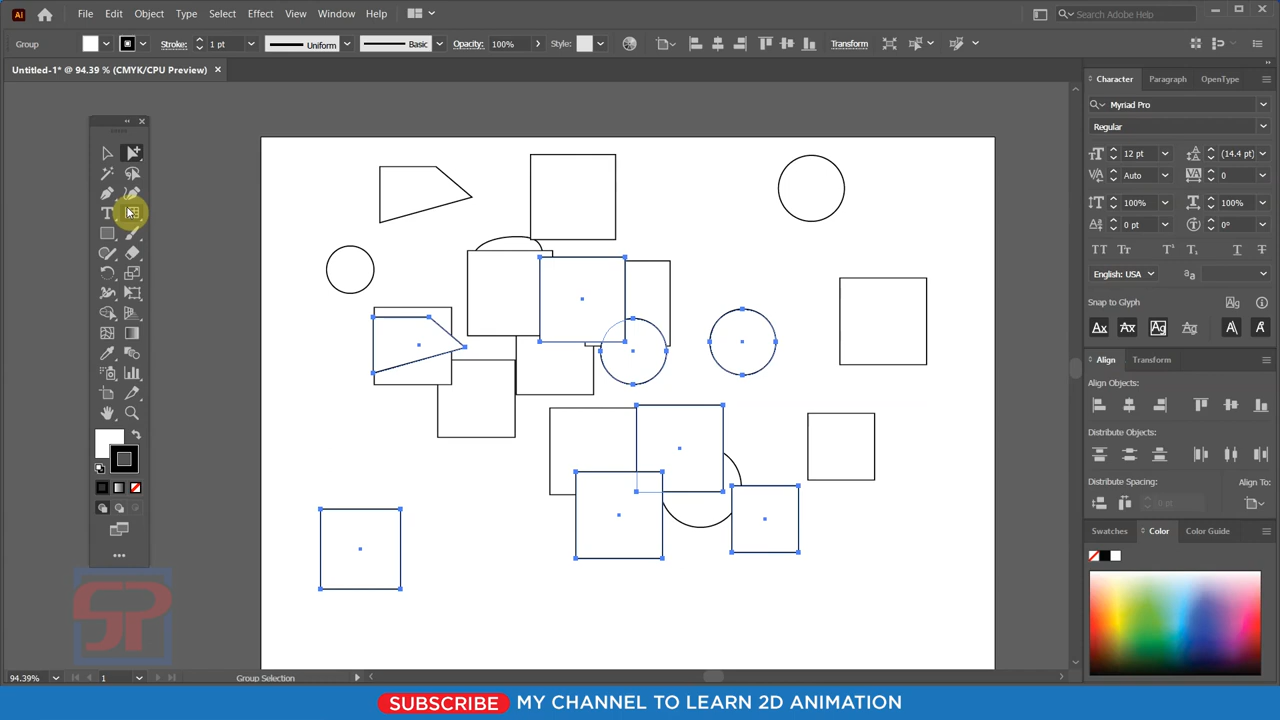 Ai File Edit Object Type Select Effect View Window Help Search Adobe Help
Group Stroke: 1 pt Uniform Basic Opacity: 100% Style: Transform
Untitled-1* @ 94.39 % (CMYK/CPU Preview)
Character Paragraph OpenType
Myriad Pro
Regular
12 pt (14.4 pt)
Auto 0
100% 100%
0 pt 0°
English: USA
Snap to Glyph
Align Transform
Align Objects:
Distribute Objects:
Distribute Spacing: Align To:
0 pt
Swatches Color Color Guide
SP
94.39% 1 Group Selection
SUBSCRIBE MY CHANNEL TO LEARN 2D ANIMATION